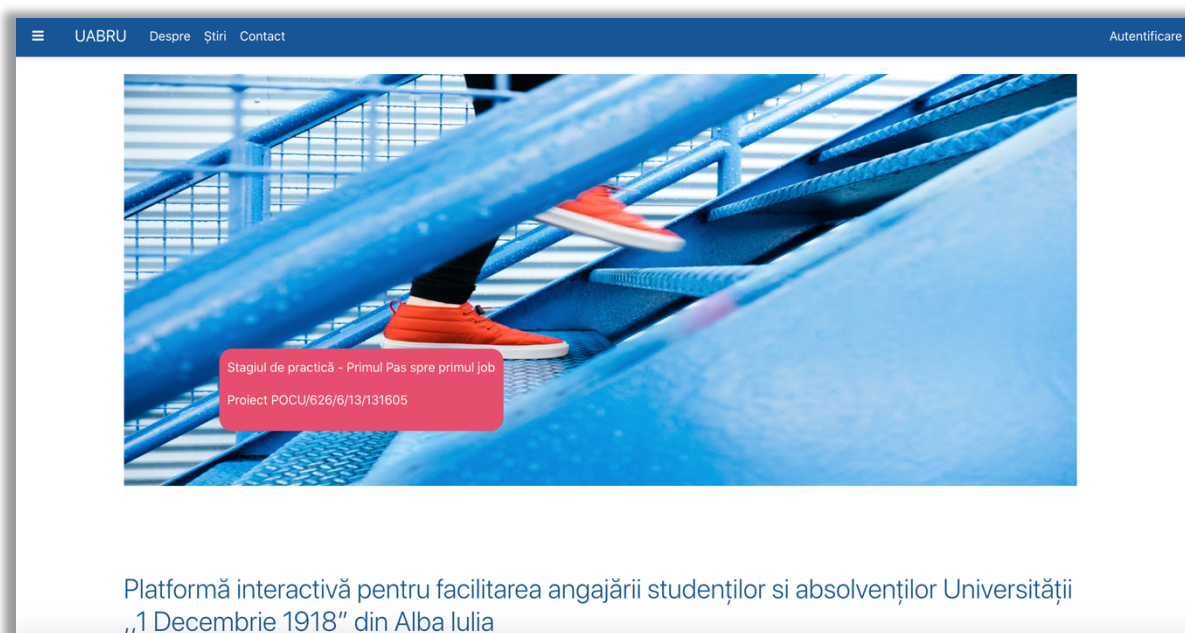 UABRU Despre Știri Contact Autentificare
Stagiul de practică - Primul Pas spre primul job
Proiect POCU/626/6/13/131605
Platformă interactivă pentru facilitarea angajării studenților si absolvenților Universității
,,1 Decembrie 1918” din Alba Iulia